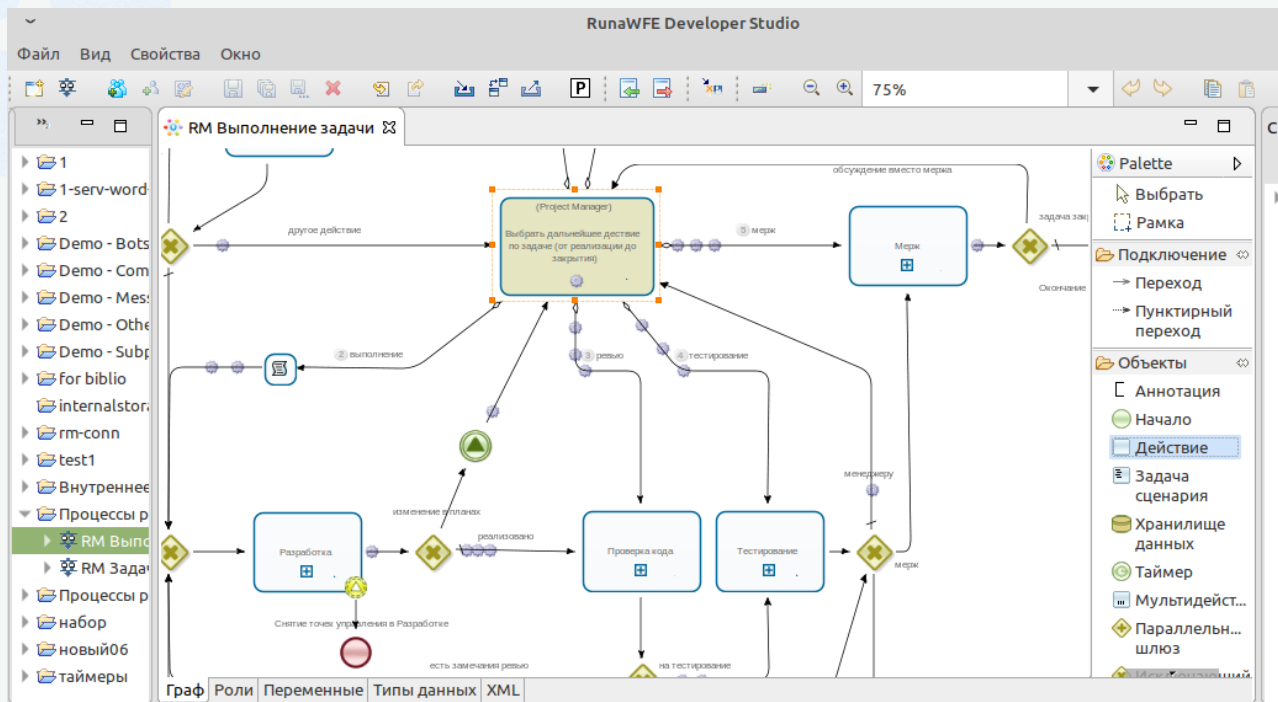 RunaWFE Developer Studio
Файл Вид Свойства Окно
P
xpi
75%
RM Выполнение задачи
1
1-serv-word-
2
Demo - Bots
Demo - Com
Demo - Mess
Demo - Othe
Demo - Subp
for biblio
internalstora
rm-conn
test1
Внутреннее
Процессы р
RM Выпо
RM Задач
Процессы р
набор
новый06
таймеры
обсуждение вместо мержа
(Project Manager)
Выбрать дальнейшее дествие
по задаче (от реализации до
закрытия)
другое действие
5 мерж
Мерж
задача зак
Окончание
2 выполнение
3 ревью
4 тестирование
менеджеру
изменение в планах
реализовано
Разработка
Проверка кода
Тестирование
мерж
Снятие точек управления в Разработке
есть замечания ревью
на тестирование
Граф Роли Переменные Типы данных XML
Palette
Выбрать
Рамка
Подключение
Переход
Пунктирный
переход
Объекты
Аннотация
Начало
Действие
Задача
сценария
Хранилище
данных
Таймер
Мультидейст...
Параллельн...
шлюз